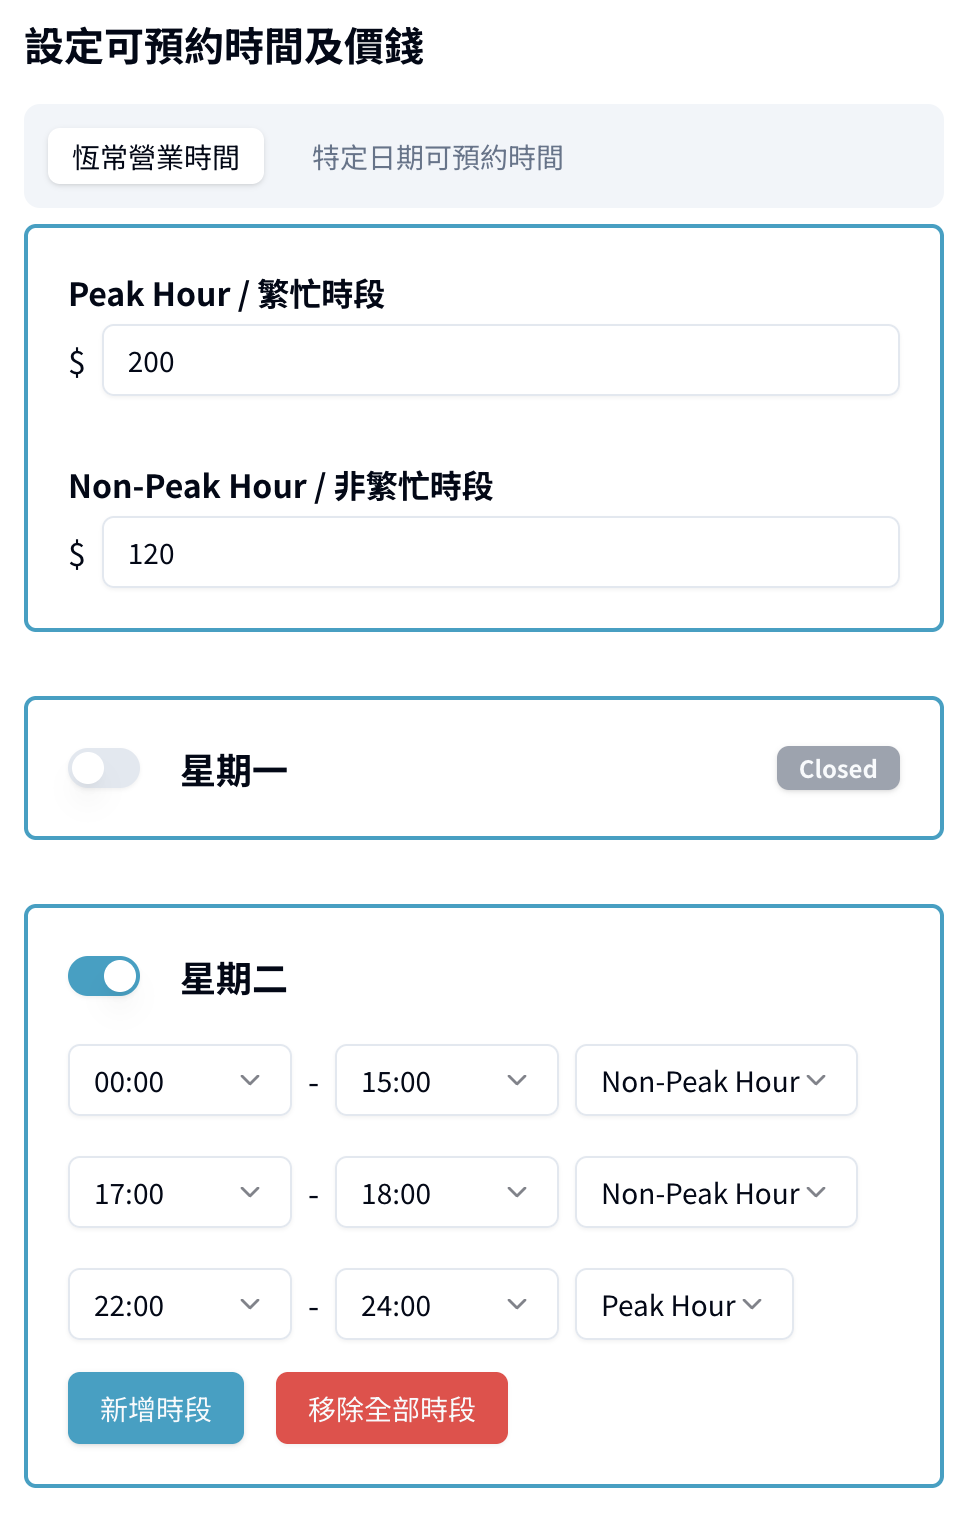 設定可預約時間及價錢
恆常營業時間 特定日期可預約時間
Peak Hour / 繁忙時段
$ 200
Non-Peak Hour / 非繁忙時段
$ 120
星期一 Closed
星期二
00:00 - 15:00 Non-Peak Hour
17:00 - 18:00 Non-Peak Hour
22:00 - 24:00 Peak Hour
新增時段 移除全部時段